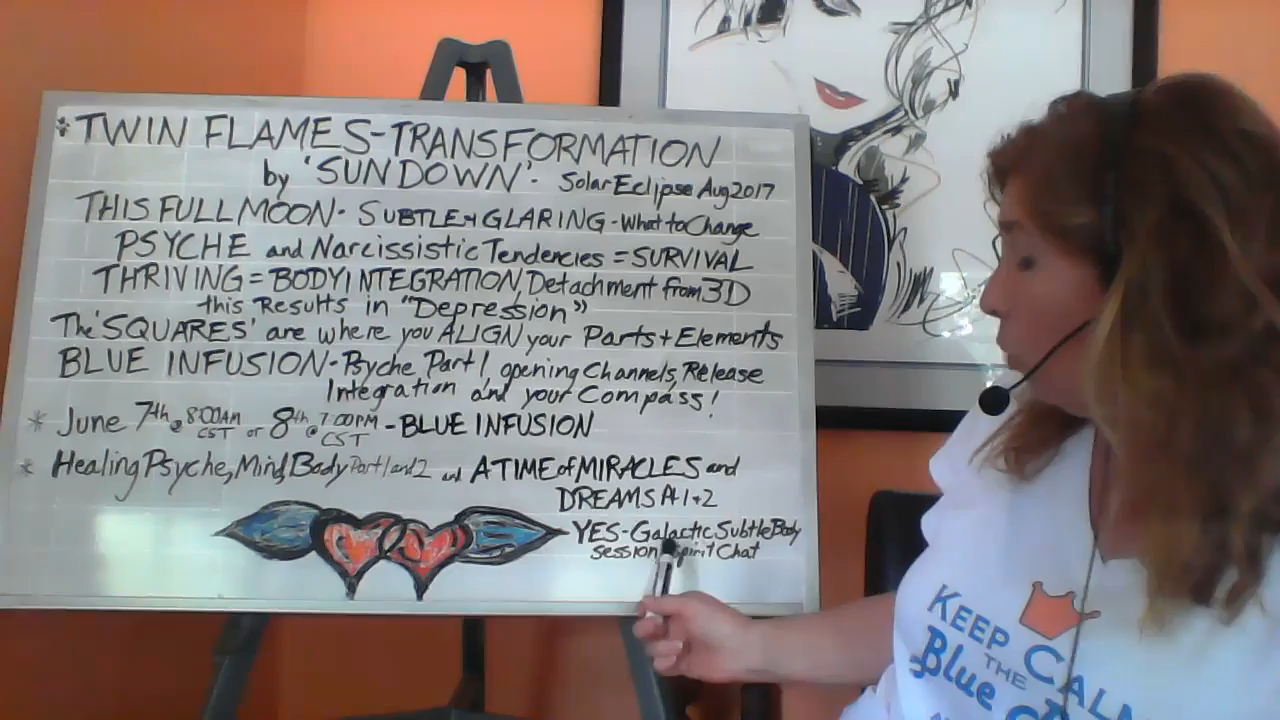 TWIN FLAMES-TRANSFORMATION
by 'SUNDOWN'. Solar Eclipse Aug 2017
THIS FULL MOON. SUBTLE + GLARING - What to Change
PSYCHE and Narcissistic Tendencies = SURVIVAL
THRIVING = BODY INTEGRATION, Detachment from 3D
this Results in "Depression"
The 'SQUARES' are where you ALIGN your Parts + Elements
BLUE INFUSION - Psyche Part 1, opening Channels, Release
Integration and your Compass!
* June 7th @ 8:00AM CST or 8th @ 7:00PM CST - BLUE INFUSION
* Healing Psyche, Mind, Body Part 1 and 2 and A TIME of MIRACLES and
DREAMS Pt 1 + 2
YES - Galactic Subtle Body
session Spirit Chat
KEEP CALM
THE
Blue